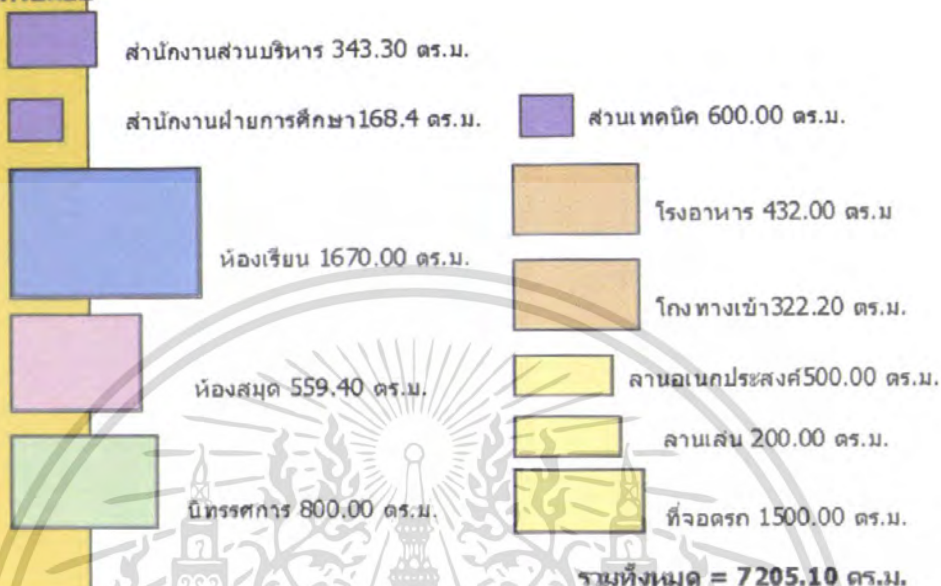 สำนักงานส่วนบริหาร 343.30 ตร.ม.
สำนักงานฝ่ายการศึกษา168.4 ตร.ม.
ห้องเรียน 1670.00 ตร.ม.
ห้องสมุด 559.40 ตร.ม.
นิทรรศการ 800.00 ตร.ม.
ส่วนเทคนิค 600.00 ตร.ม.
โรงอาหาร 432.00 ตร.ม
โถงทางเข้า322.20 ตร.ม.
ลานอเนกประสงค์500.00 ตร.ม.
ลานเล่น 200.00 ตร.ม.
ที่จอดรถ 1500.00 ตร.ม.
รวมทั้งหมด = 7205.10 ตร.ม.